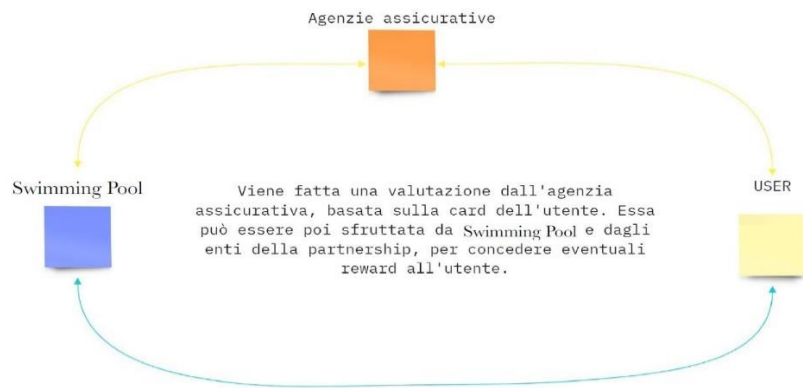 Agenzie assicurative
Swimming Pool
USER
Viene fatta una valutazione dall'agenzia
assicurativa, basata sulla card dell'utente. Essa
può essere poi sfruttata da Swimming Pool e dagli
enti della partnership, per concedere eventuali
reward all'utente.